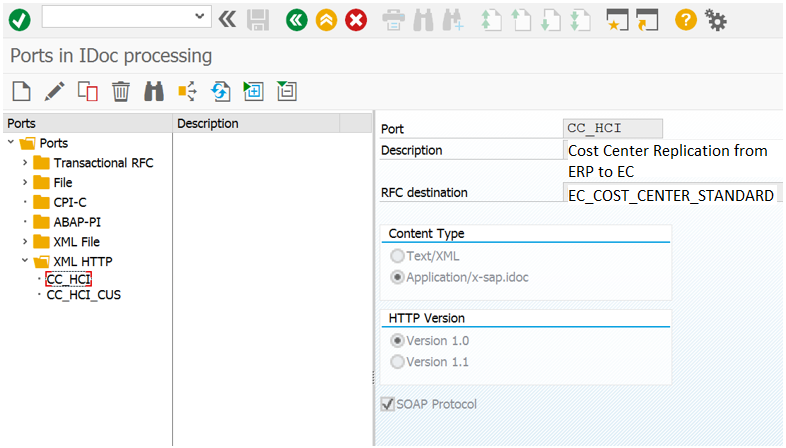 Ports in IDoc processing
Ports
Description
Ports
Transactional RFC
File
CPI-C
ABAP-PI
XML File
XML HTTP
CC_HCI
CC_HCI_CUS
Port
CC_HCI
Description
Cost Center Replication from
ERP to EC
RFC destination
EC_COST_CENTER_STANDARD
Content Type
Text/XML
Application/x-sap.idoc
HTTP Version
Version 1.0
Version 1.1
SOAP Protocol